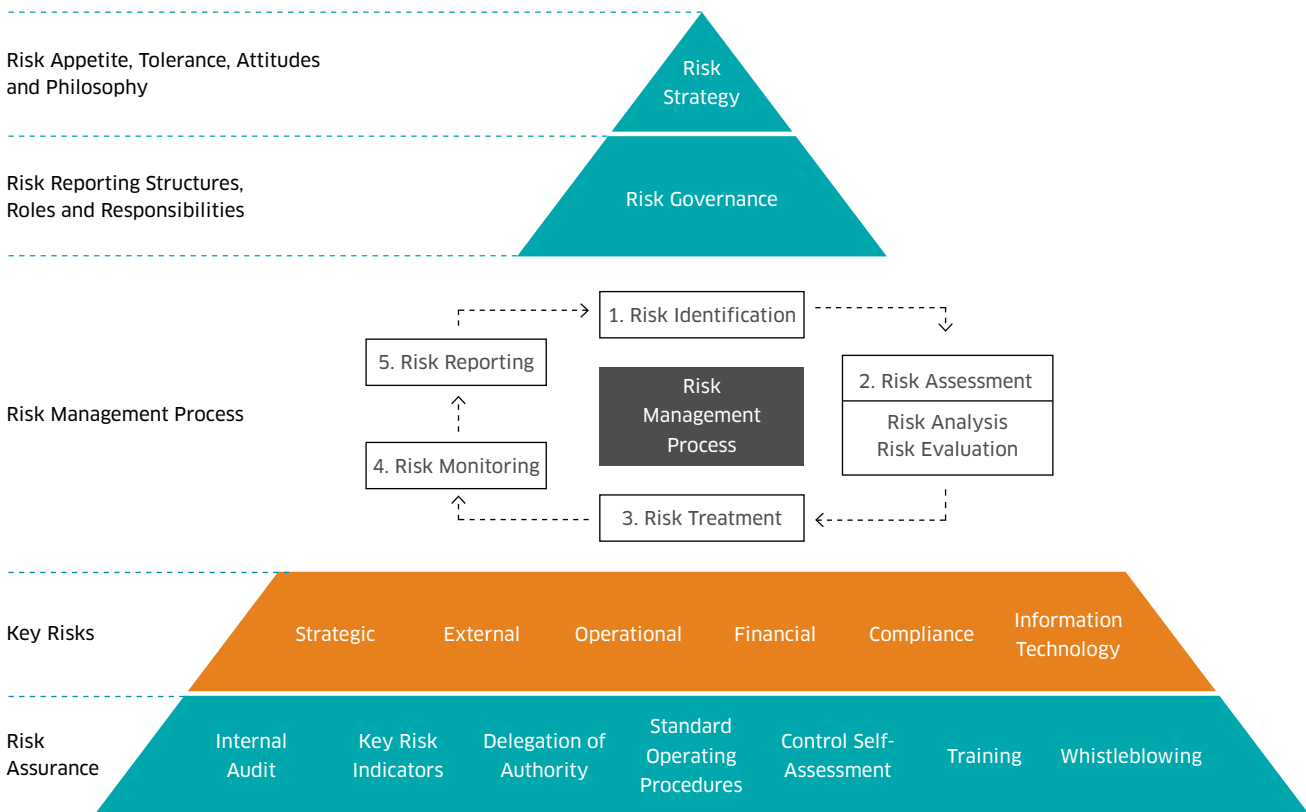 Risk Appetite, Tolerance, Attitudes
and Philosophy
Risk
Strategy
Risk Reporting Structures,
Roles and Responsibilities
Risk Governance
Risk Management Process
1. Risk Identification
5. Risk Reporting
2. Risk Assessment
Risk Analysis
Risk Evaluation
Risk
Management
Process
4. Risk Monitoring
3. Risk Treatment
Key Risks
Strategic
External
Operational
Financial
Compliance
Information
Technology
Risk
Assurance
Internal
Audit
Key Risk
Indicators
Delegation of
Authority
Standard
Operating
Procedures
Control Self-
Assessment
Training
Whistleblowing